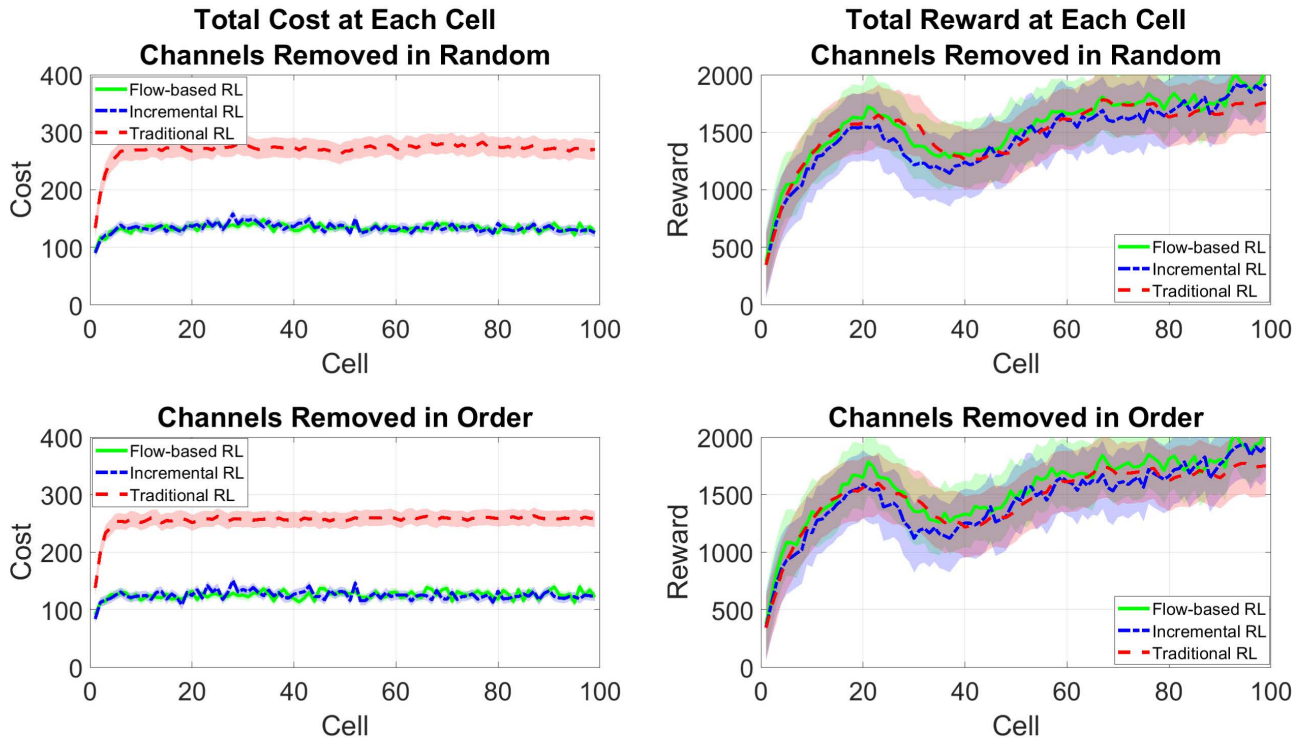 Total Cost at Each Cell
Channels Removed in Random
400
300
200
100
0
Cost
Flow-based RL
Incremental RL
Traditional RL
0 20 40 60 80 100
Cell
Total Reward at Each Cell
Channels Removed in Random
2000
1500
1000
500
0
Reward
Flow-based RL
Incremental RL
Traditional RL
0 20 40 60 80 100
Cell
Channels Removed in Order
400
300
200
100
0
Cost
Flow-based RL
Incremental RL
Traditional RL
0 20 40 60 80 100
Cell
Channels Removed in Order
2000
1500
1000
500
0
Reward
Flow-based RL
Incremental RL
Traditional RL
0 20 40 60 80 100
Cell